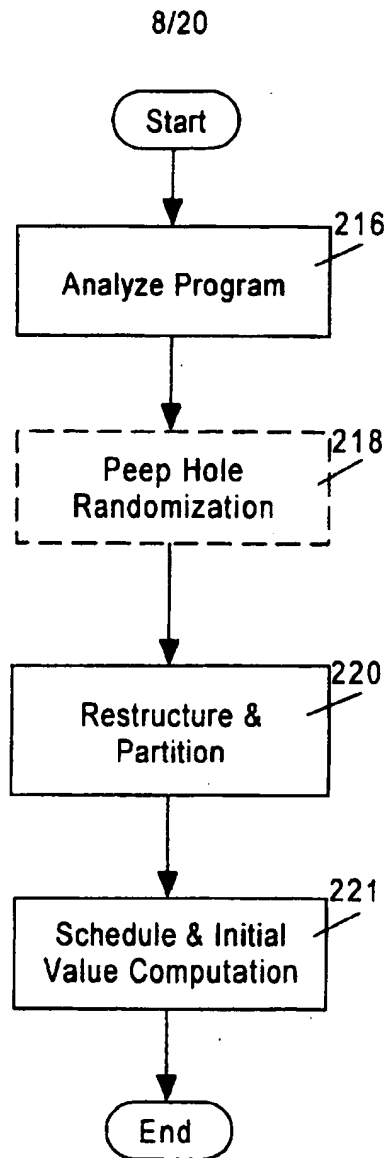 8/20
Start
216
Analyze Program
218
Peep Hole
Randomization
220
Restructure &
Partition
221
Schedule & Initial
Value Computation
End